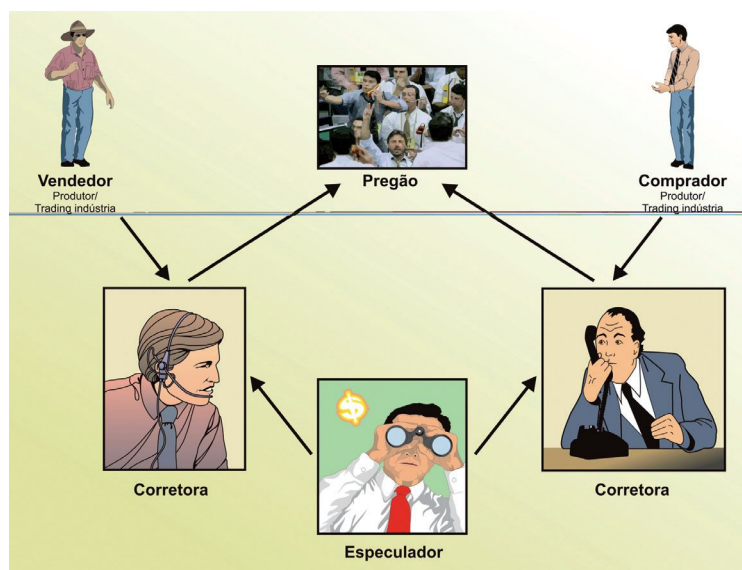 Vendedor
Produtor/
Trading indústria
Pregão
Comprador
Produtor/
Trading indústria
Corretora
$
Especulador
Corretora